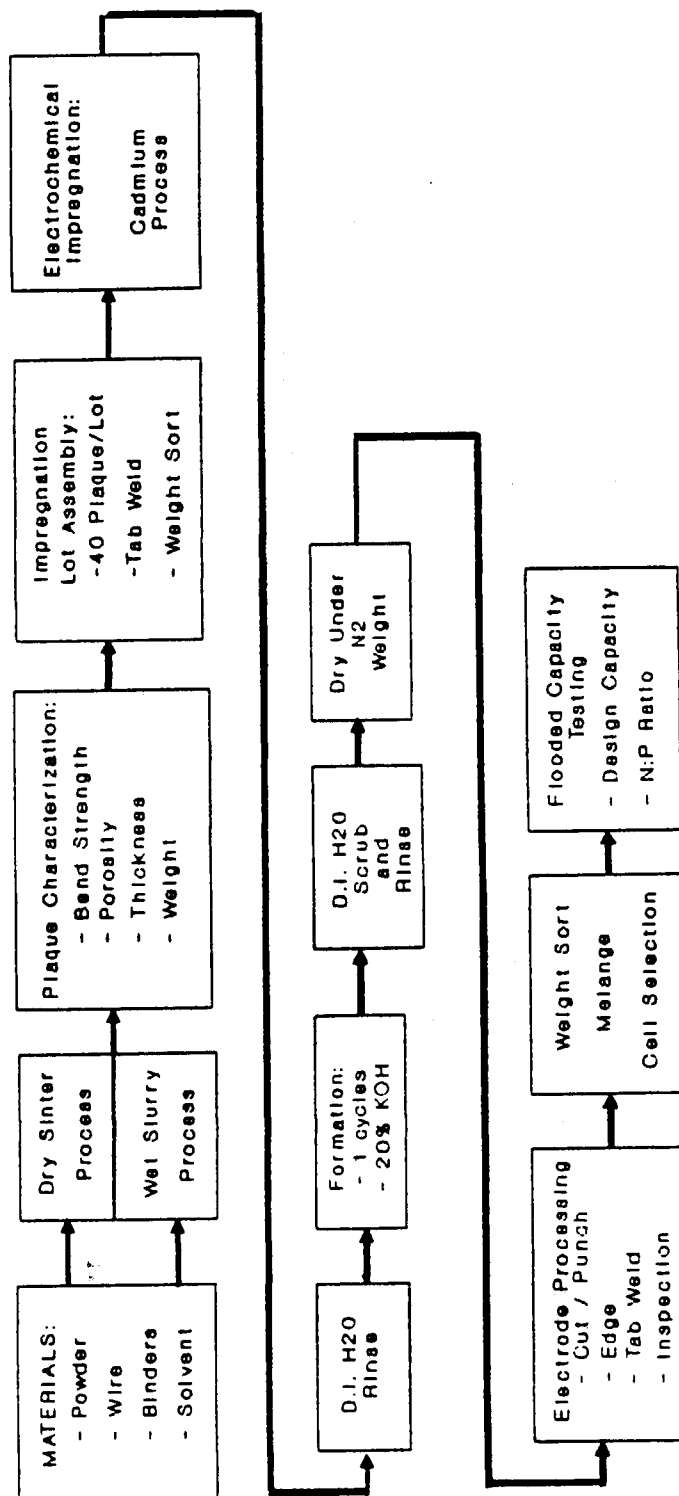 MATERIALS:
- Powder
- Wire
- Binders
- Solvent
Dry Sinter
Process
Wet Slurry
Process
Plaque Characterization:
- Bend Strength
- Porosity
- Thickness
- Weight
Impregnation
Lot Assembly:
-40 Plaque/Lot
-Tab Weld
- Weight Sort
Electrochemical
Impregnation:
Cadmium
Process
D.I. H20
Rinse
Formation:
- 1 cycles
- 20% KOH
D.I. H20
Scrub
and
Rinse
Dry Under
N2
Weight
Electrode Processing
- Cut / Punch
- Edge
- Tab Weld
- Inspection
Weight Sort
Melange
Cell Selection
Flooded Capacity
Testing
- Design Capacity
- N:P Ratio